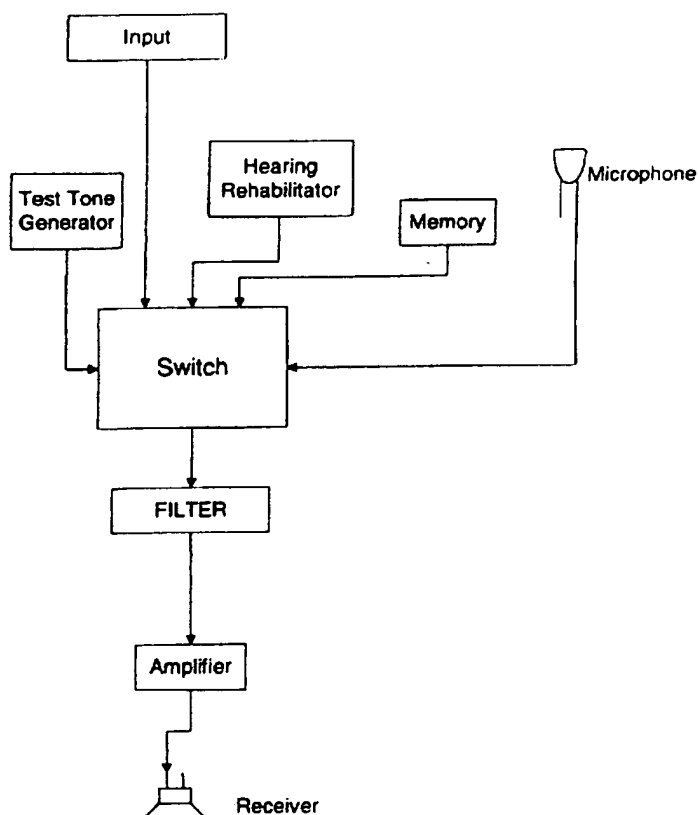 Input
Hearing
Rehabilitator
Test Tone
Generator
Memory
Microphone
Switch
FILTER
Amplifier
Receiver